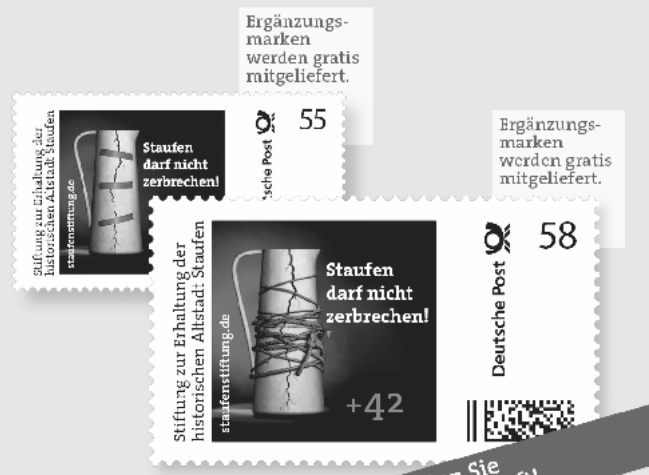 Ergänzungs-
marken
werden gratis
mitgeliefert.
Stiftung zur Erhaltung der
historischen Altstadt Staufen
staufenstiftung.de
Staufen
darf nicht
zerbrechen!
55
Ergänzungs-
marken
werden gratis
mitgeliefert.
Stiftung zur Erhaltung der
historischen Altstadt Staufen
staufenstiftung.de
Staufen
darf nicht
zerbrechen!
+42
Deutsche Post
58
Sie